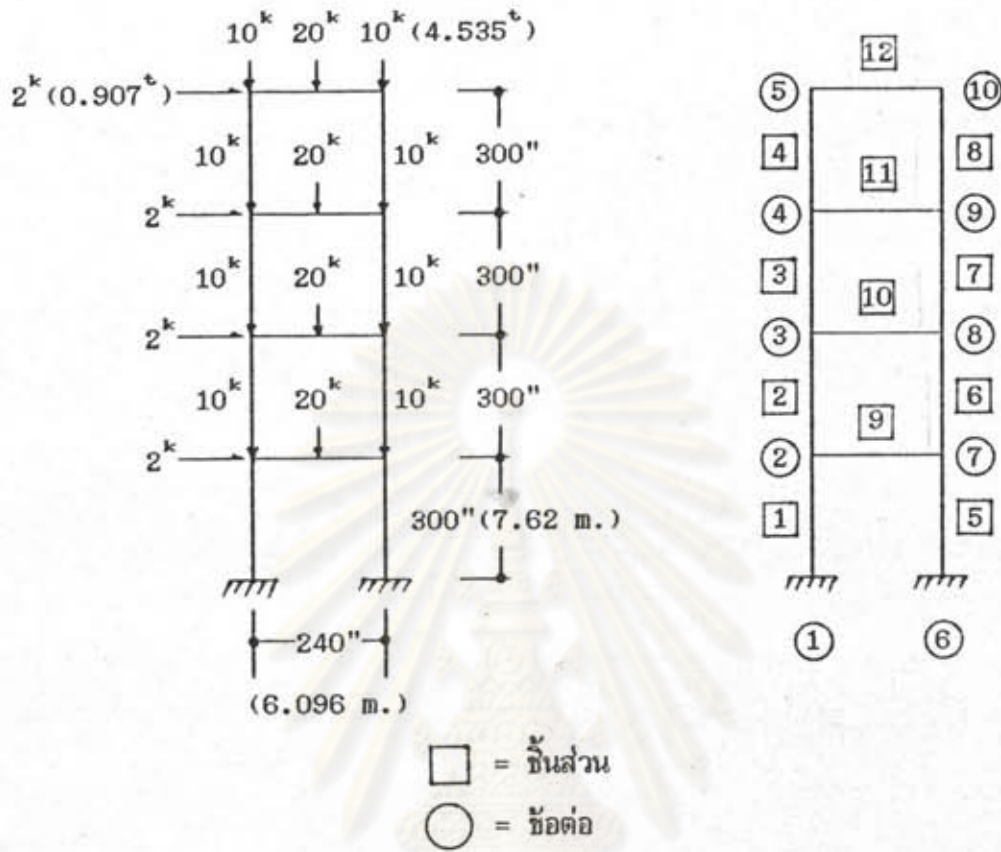 10ᵏ 20ᵏ 10ᵏ(4.535ᵗ)
2ᵏ(0.907ᵗ)
10ᵏ 20ᵏ 10ᵏ 300"
2ᵏ
10ᵏ 20ᵏ 10ᵏ 300"
2ᵏ
10ᵏ 20ᵏ 10ᵏ 300"
2ᵏ
300"(7.62 m.)
240"
(6.096 m.)
12
5 10
4 8
11
4 9
3 7
10
3 8
2 6
9
2 7
1 5
1 6
= ชิ้นส่วน
= ข้อต่อ